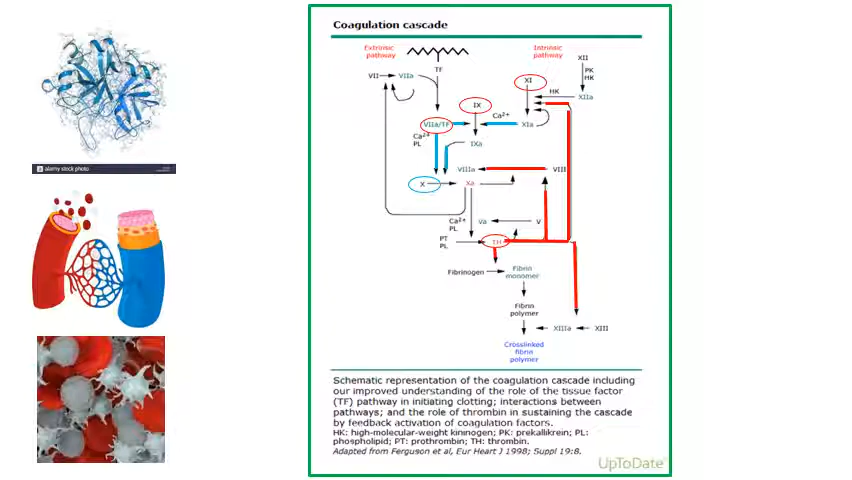 Coagulation cascade
Extrinsic
pathway
Intrinsic
pathway
XII
TF
PK
HK
VII
VIIa
XI
HK
XIIa
IX
Ca2+
VIIa/TF
XIa
Ca2+
PL
IXa
VIIIa
VIII
X
Xa
Ca2+
PL
Va
V
PT
PL
TH
Fibrinogen
Fibrin
monomer
Fibrin
polymer
XIIIa
XIII
Crosslinked
fibrin
polymer
Schematic representation of the coagulation cascade including
our improved understanding of the role of the tissue factor
(TF) pathway in initiating clotting; interactions between
pathways; and the role of thrombin in sustaining the cascade
by feedback activation of coagulation factors.
HK: high-molecular-weight kininogen; PK: prekallikrein; PL:
phospholipid; PT: prothrombin; TH: thrombin.
Adapted from Ferguson et al, Eur Heart J 1998; Suppl 19:8.
UpToDate
a alamy stock photo